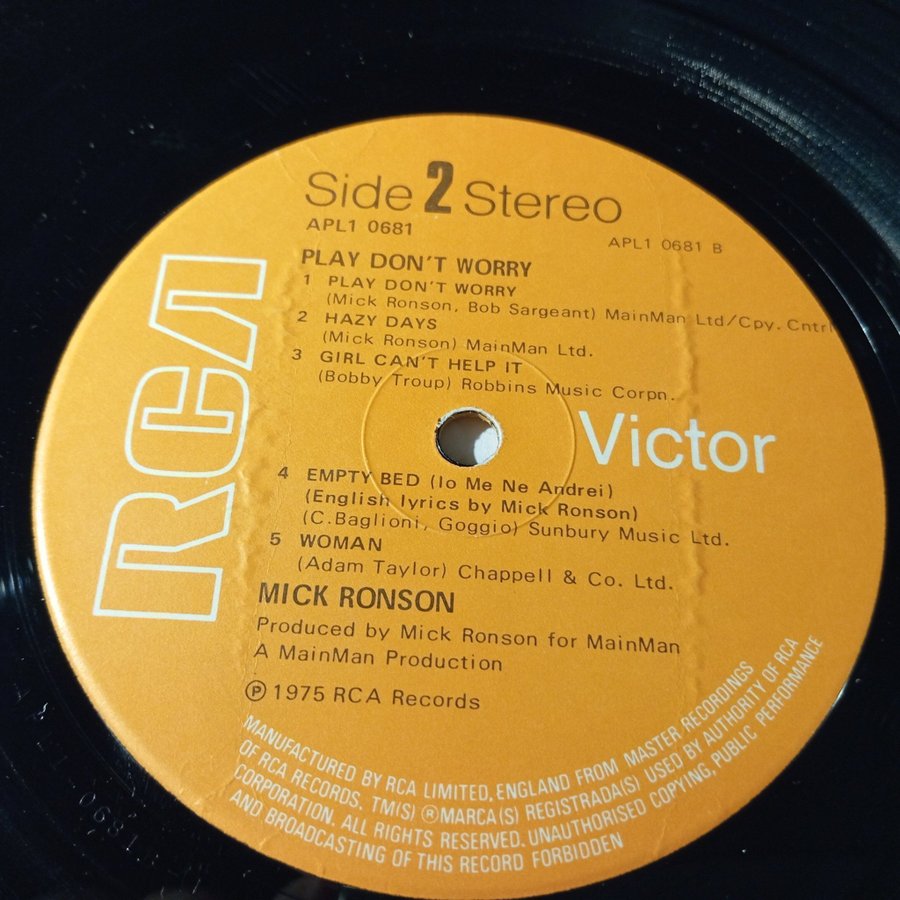 Side 2 Stereo
APL1 0681
APL1 0681 B
PLAY DON'T WORRY
1 PLAY DON'T WORRY
(Mick Ronson, Bob Sargeant) MainMan Ltd/Cpy. Cntrl
2 HAZY DAYS
(Mick Ronson) MainMan Ltd.
3 GIRL CAN'T HELP IT
(Bobby Troup) Robbins Music Corpn.
RCA
Victor
4 EMPTY BED (Io Me Ne Andrei)
(English lyrics by Mick Ronson)
(C.Baglioni, Goggio) Sunbury Music Ltd.
5 WOMAN
(Adam Taylor) Chappell & Co. Ltd.
MICK RONSON
Produced by Mick Ronson for MainMan
A MainMan Production
℗ 1975 RCA Records
MANUFACTURED BY RCA LIMITED, ENGLAND FROM MASTER RECORDINGS
OF RCA RECORDS. TM(S) ® MARCA(S) REGISTRADA(S) USED BY AUTHORITY OF RCA
CORPORATION. ALL RIGHTS RESERVED. UNAUTHORISED COPYING, PUBLIC PERFORMANCE
AND BROADCASTING OF THIS RECORD FORBIDDEN